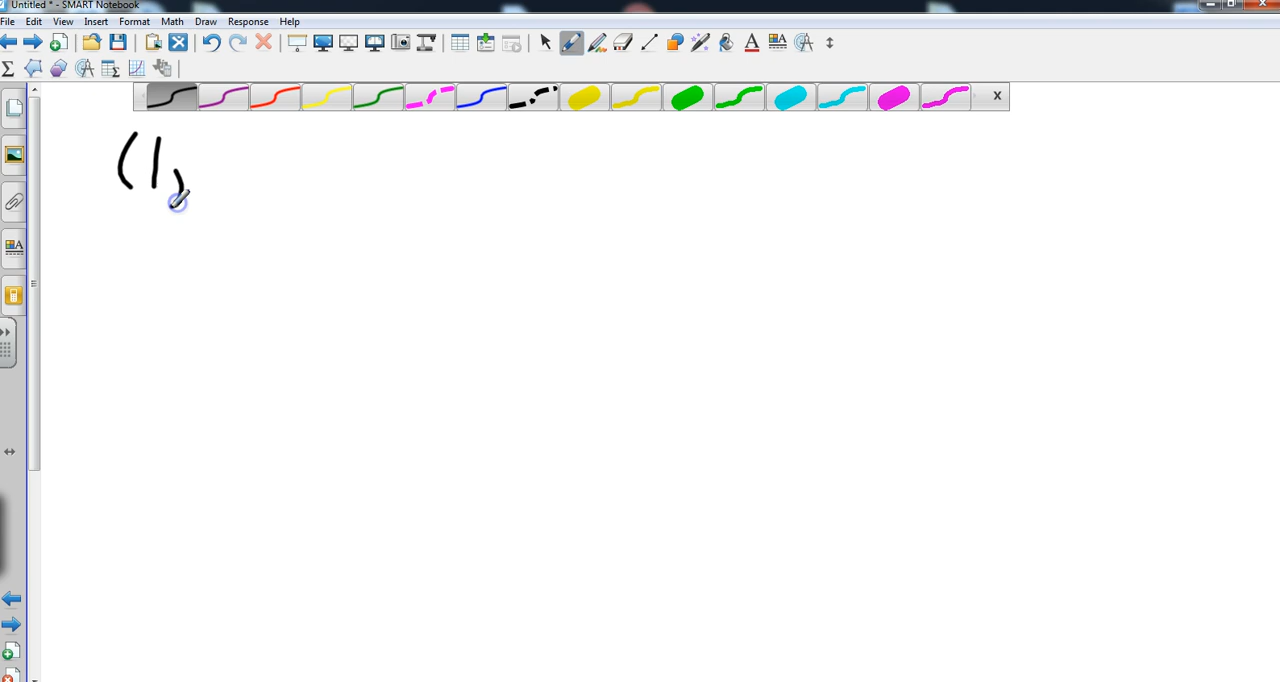 Untitled * - SMART Notebook
File Edit View Insert Format Math Draw Response Help
x
(1,